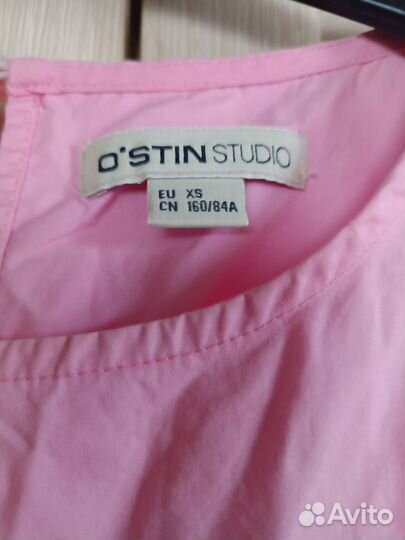 O'STIN STUDIO
EU XS
CN 160/84A
Avito